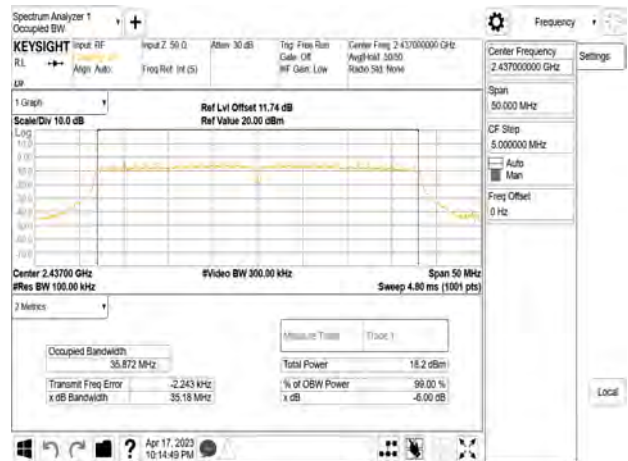 Spectrum Analyzer 1
Occupied BW
+
Frequency
KEYSIGHT
RL
Input: RF
Align: Auto
Input Z: 50 Ω
Freq Ref: Int (S)
Atten: 30 dB
Trig: Free Run
Gate: Off
#IF Gain: Low
Center Freq: 2.437000000 GHz
Avg|Hold: 50/50
Radio Std: None
Center Frequency
2.437000000 GHz
Settings
Span
50.000 MHz
CF Step
5.000000 MHz
Auto
Man
Freq Offset
0 Hz
1 Graph
Scale/Div 10.0 dB
Ref Lvl Offset 11.74 dB
Ref Value 20.00 dBm
Log
10.0
0.00
Center 2.43700 GHz
#Res BW 100.00 kHz
#Video BW 300.00 kHz
Span 50 MHz
Sweep 4.80 ms (1001 pts)
2 Metrics
Measure Trace
Trace 1
Occupied Bandwidth
35.872 MHz
Total Power
18.2 dBm
Transmit Freq Error
-2.243 kHz
% of OBW Power
99.00 %
x dB Bandwidth
35.18 MHz
x dB
-6.00 dB
Local
?
Apr 17, 2023
10:14:49 PM